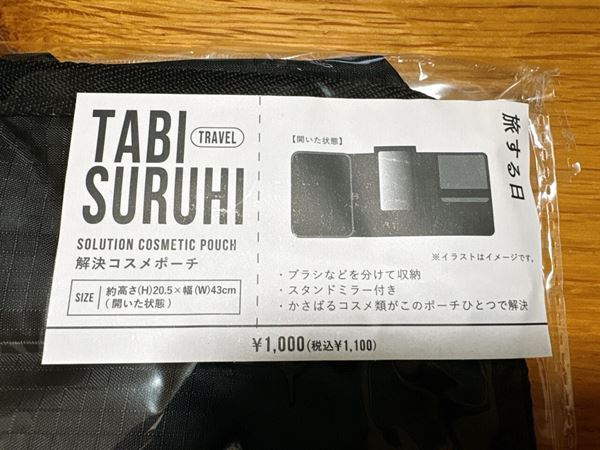 TABI
TRAVEL
SURUHI
SOLUTION COSMETIC POUCH
解決コスメポーチ
SIZE
約高さ(H)20.5×幅(W)43cm
(開いた状態)
【開いた状態】
旅する日
※イラストはイメージです。
・ブラシなどを分けて収納
・スタンドミラー付き
・かさばるコスメ類がこのポーチひとつで解決
¥1,000(税込¥1,100)